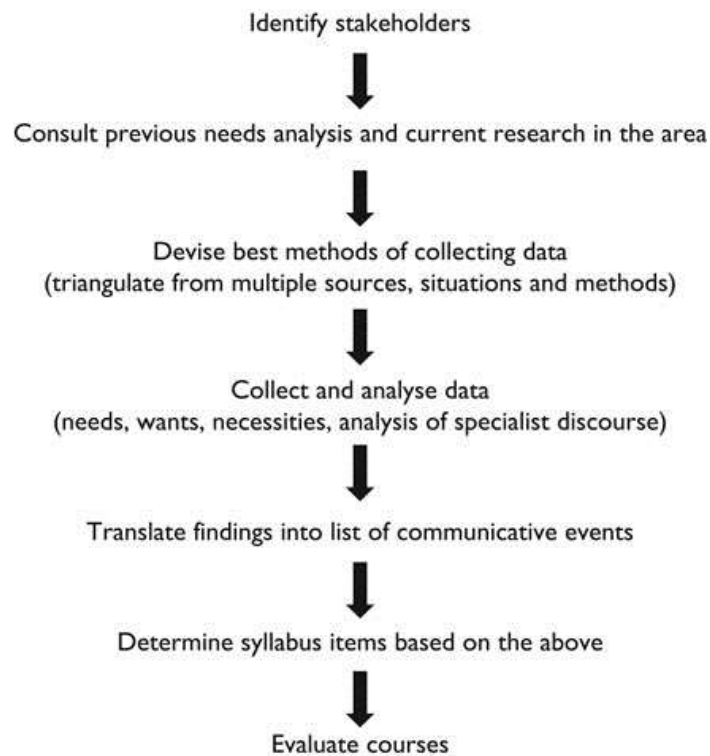 Identify stakeholders
Consult previous needs analysis and current research in the area
Devise best methods of collecting data
(triangulate from multiple sources, situations and methods)
Collect and analyse data
(needs, wants, necessities, analysis of specialist discourse)
Translate findings into list of communicative events
Determine syllabus items based on the above
Evaluate courses